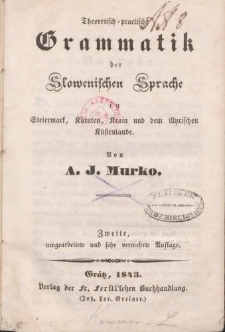 Theoretisch-practische
Grammatik
der
Slowenischen Sprache
in
Steiermark, Kärnten, Krain und dem illyrischen
Küstenlande.
Von
A. J. Murko.
Zweite,
umgearbeitete und sehr vermehrte Auflage.
Grätz, 1843.
Verlag der Fr. Ferstl'schen Buchhandlung.
(Joh. Lor. Greiner.)